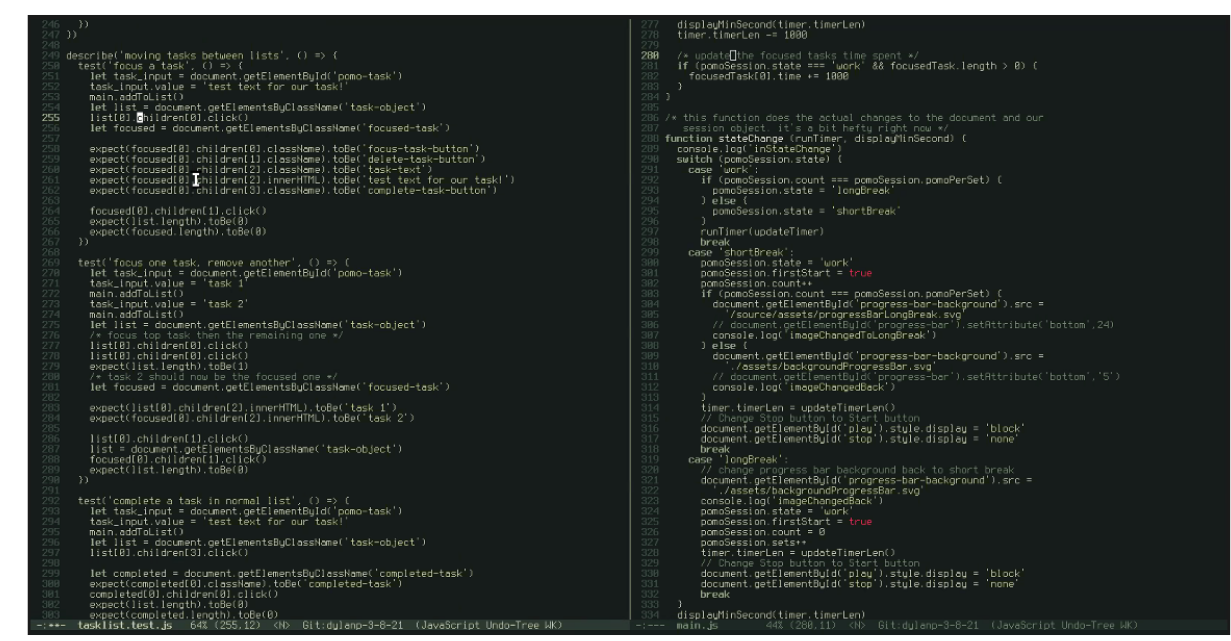 246   })
247 })
248
249 describe('moving tasks between lists', () => {
250   test('focus a task', () => {
251     let task_input = document.getElementById('pomo-task')
252     task_input.value = 'test text for our task!'
253     main.addToList()
254     let list = document.getElementsByClassName('task-object')
255     list[0].children[0].click()
256     let focused = document.getElementsByClassName('focused-task')
257
258     expect(focused[0].children[0].className).toBe('focus-task-button')
259     expect(focused[0].children[1].className).toBe('delete-task-button')
260     expect(focused[0].children[2].className).toBe('task-text')
261     expect(focused[0].children[2].innerHTML).toBe('test text for our task!')
262     expect(focused[0].children[3].className).toBe('complete-task-button')
263
264     focused[0].children[1].click()
265     expect(list.length).toBe(0)
266     expect(focused.length).toBe(0)
267   })
268
269   test('focus one task, remove another', () => {
270     let task_input = document.getElementById('pomo-task')
271     task_input.value = 'task 1'
272     main.addToList()
273     task_input.value = 'task 2'
274     main.addToList()
275     let list = document.getElementsByClassName('task-object')
276     /* focus top task then the remaining one */
277     list[0].children[0].click()
278     list[0].children[0].click()
279     expect(list.length).toBe(1)
280     /* task 2 should now be the focused one */
281     let focused = document.getElementsByClassName('focused-task')
282
283     expect(list[0].children[2].innerHTML).toBe('task 1')
284     expect(focused[0].children[2].innerHTML).toBe('task 2')
285
286     list[0].children[1].click()
287     list = document.getElementsByClassName('task-object')
288     focused[0].children[1].click()
289     expect(list.length).toBe(0)
290   })
291
292   test('complete a task in normal list', () => {
293     let task_input = document.getElementById('pomo-task')
294     task_input.value = 'test text for our task!'
295     main.addToList()
296     let list = document.getElementsByClassName('task-object')
297     list[0].children[3].click()
298
299     let completed = document.getElementsByClassName('completed-task')
300     expect(completed[0].className).toBe('completed-task')
301     completed[0].children[0].click()
302     expect(list.length).toBe(0)
303     expect(completed.length).toBe(0)
-:**-  tasklist.test.js   64% (255,12)  <N>  Git:dylanp-3-8-21  (JavaScript Undo-Tree WK)
277   displayMinSecond(timer.timerLen)
278   timer.timerLen -= 1000
279
280   /* update the focused tasks time spent */
281   if (pomoSession.state === 'work' && focusedTask.length > 0) {
282     focusedTask[0].time += 1000
283   }
284 }
285
286 /* this function does the actual changes to the document and our
287    session object. it's a bit hefty right now */
288 function stateChange (runTimer, displayMinSecond) {
289   console.log('inStateChange')
290   switch (pomoSession.state) {
291     case 'work':
292       if (pomoSession.count === pomoSession.pomoPerSet) {
293         pomoSession.state = 'longBreak'
294       } else {
295         pomoSession.state = 'shortBreak'
296       }
297       runTimer(updateTimer)
298       break
299     case 'shortBreak':
300       pomoSession.state = 'work'
301       pomoSession.firstStart = true
302       pomoSession.count++
303       if (pomoSession.count === pomoSession.pomoPerSet) {
304         document.getElementById('progress-bar-background').src =
305           '/source/assets/progressBarLongBreak.svg'
306         // document.getElementById('progress-bar').setAttribute('bottom',24)
307         console.log('imageChangedToLongBreak')
308       } else {
309         document.getElementById('progress-bar-background').src =
310           './assets/backgroundProgressBar.svg'
311         // document.getElementById('progress-bar').setAttribute('bottom','5')
312         console.log('imageChangedBack')
313       }
314       timer.timerLen = updateTimerLen()
315       // Change Stop button to Start button
316       document.getElementById('play').style.display = 'block'
317       document.getElementById('stop').style.display = 'none'
318       break
319     case 'longBreak':
320       // change progress bar background back to short break
321       document.getElementById('progress-bar-background').src =
322         './assets/backgroundProgressBar.svg'
323       console.log('imageChangedBack')
324       pomoSession.state = 'work'
325       pomoSession.firstStart = true
326       pomoSession.count = 0
327       pomoSession.sets++
328       timer.timerLen = updateTimerLen()
329       // Change Stop button to Start button
330       document.getElementById('play').style.display = 'block'
331       document.getElementById('stop').style.display = 'none'
332       break
333   }
334   displayMinSecond(timer.timerLen)
-:---  main.js        44% (280,11)  <N>  Git:dylanp-3-8-21  (JavaScript Undo-Tree WK)